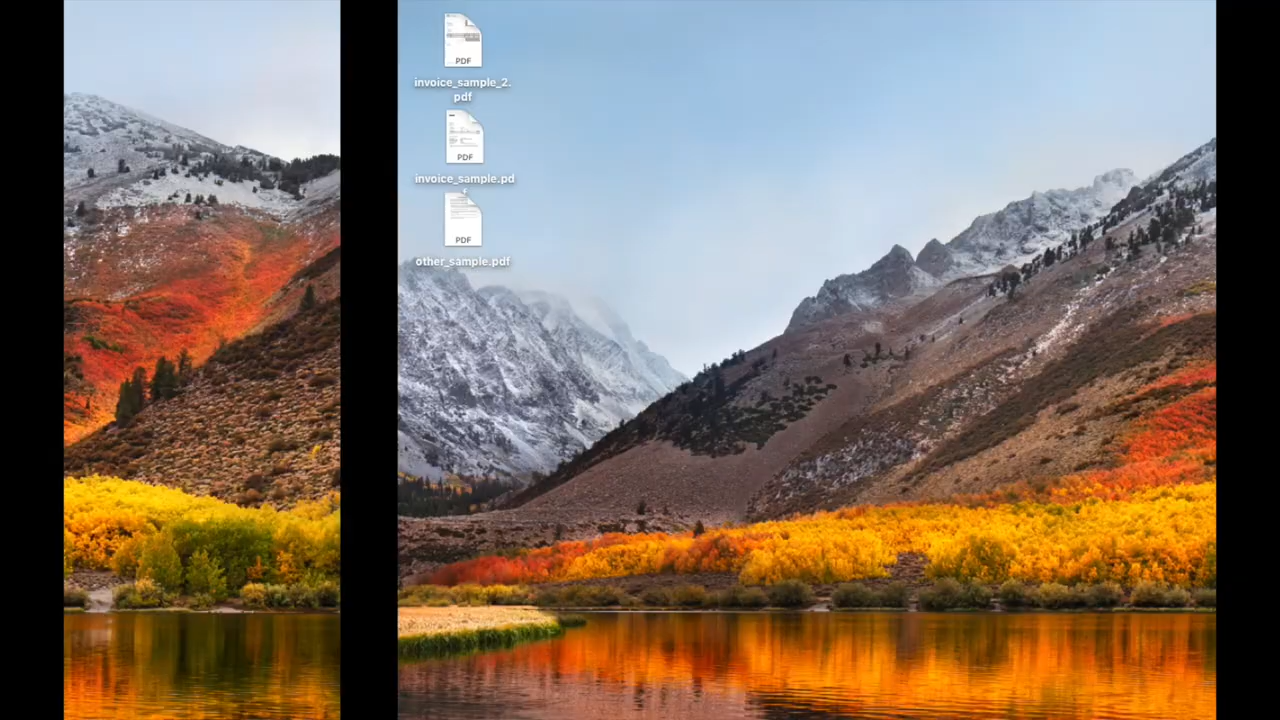 PDF
invoice_sample_2.
pdf
PDF
invoice_sample.pd
f
PDF
other_sample.pdf